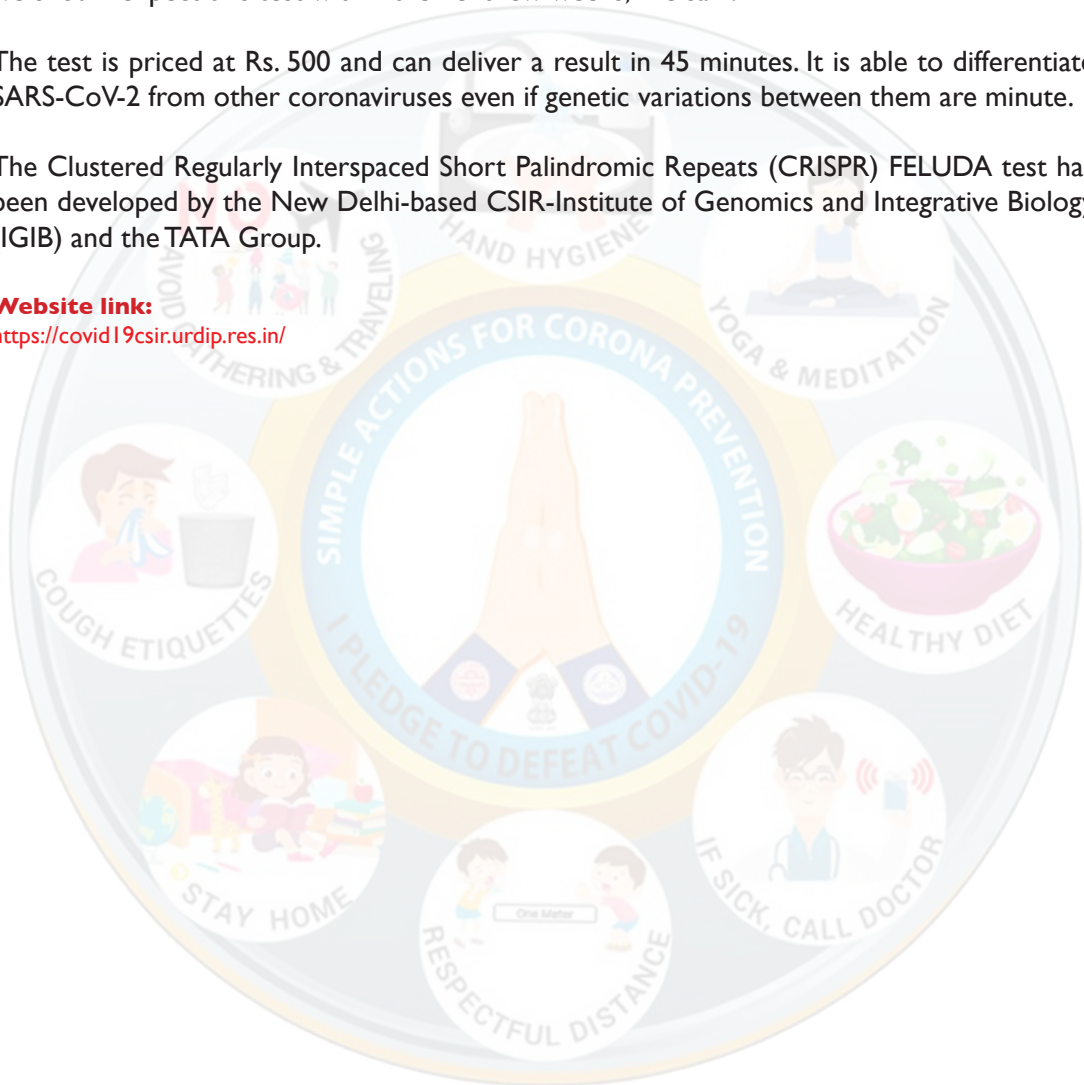 The test is priced at Rs. 500 and can deliver a result in 45 minutes. It is able to differentiate
SARS-CoV-2 from other coronaviruses even if genetic variations between them are minute.
The Clustered Regularly Interspaced Short Palindromic Repeats (CRISPR) FELUDA test has
been developed by the New Delhi-based CSIR-Institute of Genomics and Integrative Biology
(IGIB) and the TATA Group.
Website link:
https://covid19csir.urdip.res.in/
NO
AVOID GATHERING & TRAVELING
HAND HYGIENE
YOGA & MEDITATION
SIMPLE ACTIONS FOR CORONA PREVENTION
I PLEDGE TO DEFEAT COVID-19
COUGH ETIQUETTES
HEALTHY DIET
STAY HOME
One Meter
RESPECTFUL DISTANCE
IF SICK, CALL DOCTOR